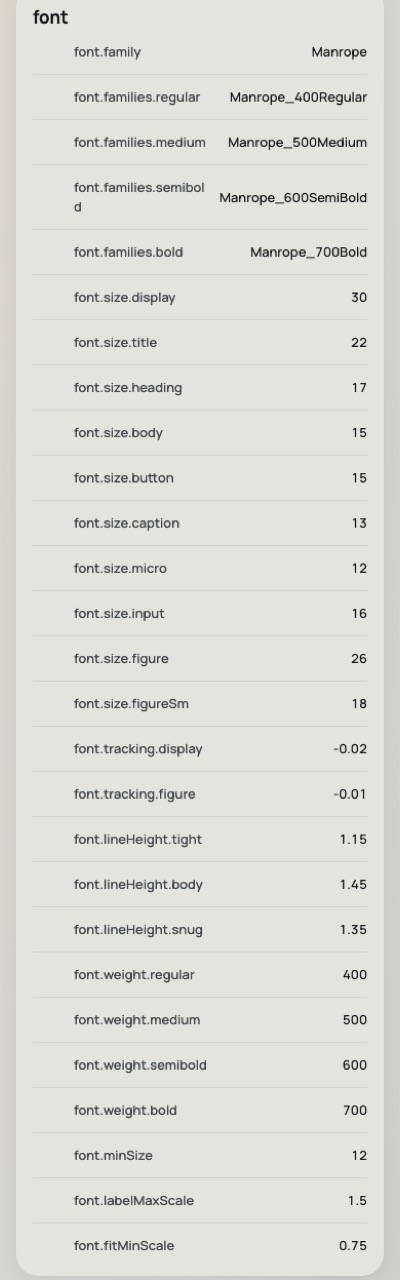 font
font.family Manrope
font.families.regular Manrope_400Regular
font.families.medium Manrope_500Medium
font.families.semibol
d Manrope_600SemiBold
font.families.bold Manrope_700Bold
font.size.display 30
font.size.title 22
font.size.heading 17
font.size.body 15
font.size.button 15
font.size.caption 13
font.size.micro 12
font.size.input 16
font.size.figure 26
font.size.figureSm 18
font.tracking.display -0.02
font.tracking.figure -0.01
font.lineHeight.tight 1.15
font.lineHeight.body 1.45
font.lineHeight.snug 1.35
font.weight.regular 400
font.weight.medium 500
font.weight.semibold 600
font.weight.bold 700
font.minSize 12
font.labelMaxScale 1.5
font.fitMinScale 0.75